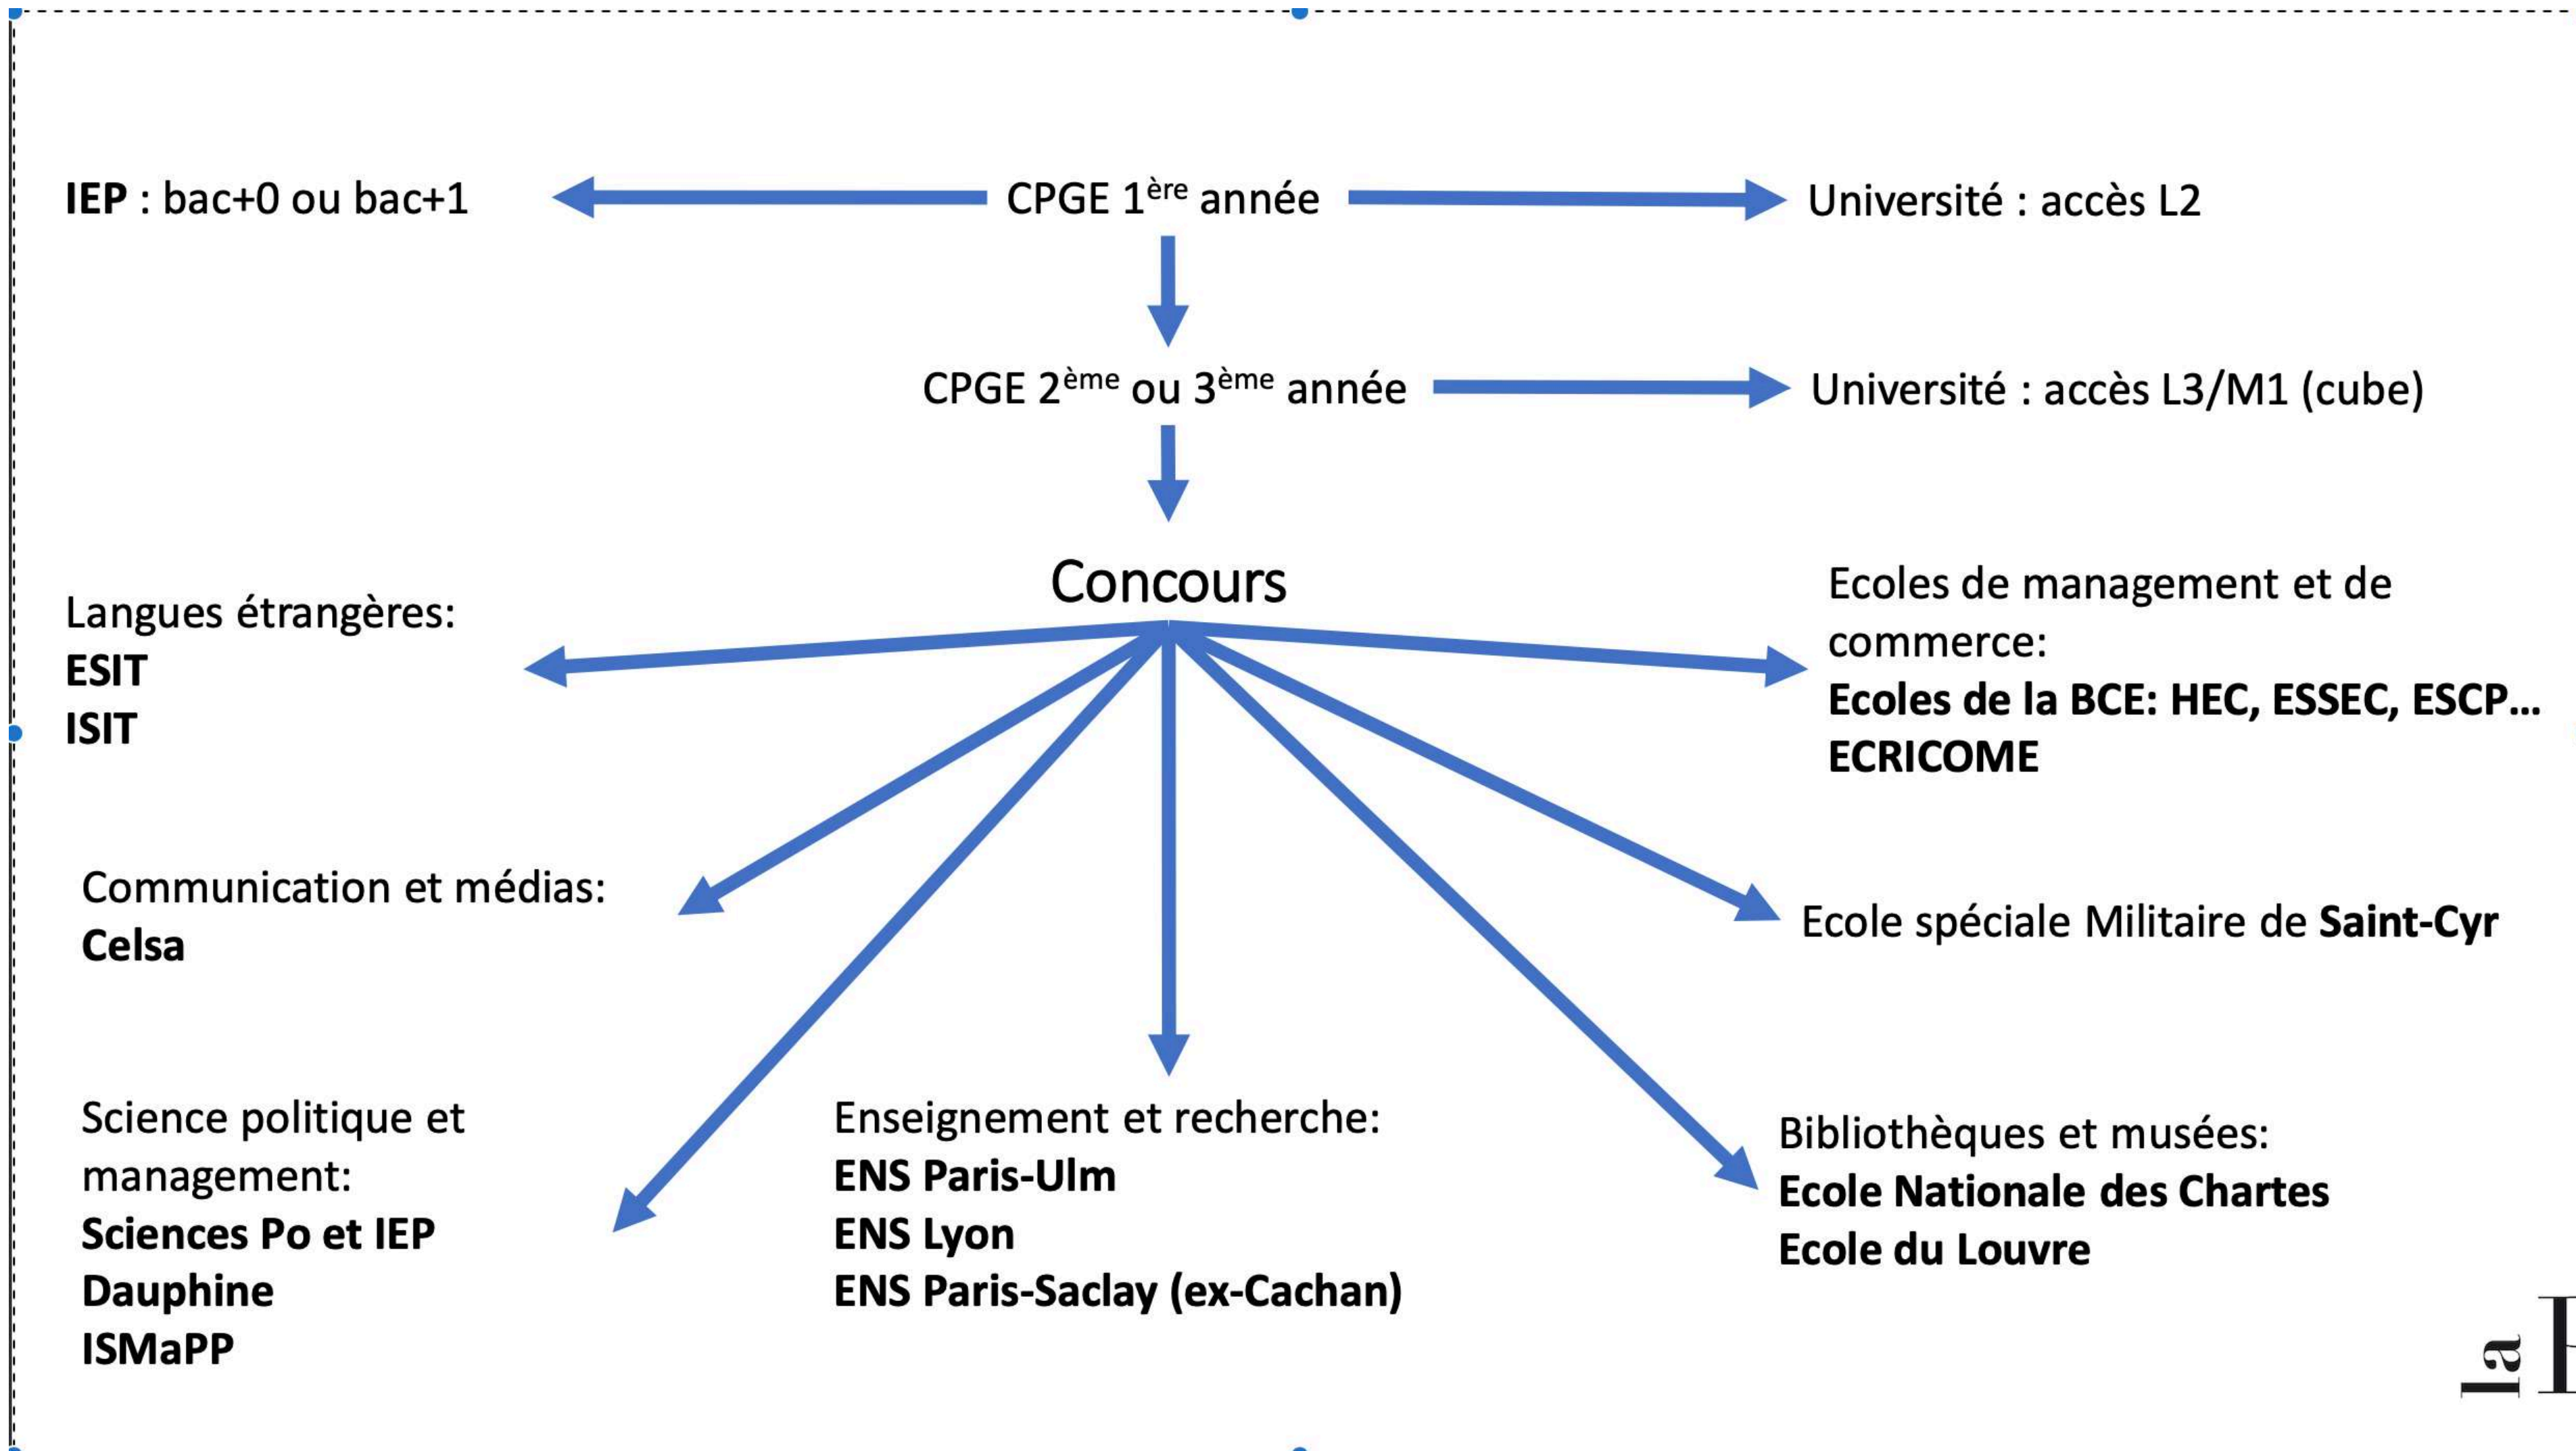 IEP : bac+0 ou bac+1
CPGE 1ère année
Université : accès L2
CPGE 2ème ou 3ème année
Université : accès L3/M1 (cube)
Concours
Langues étrangères:
ESIT
ISIT
Ecoles de management et de
commerce:
Ecoles de la BCE: HEC, ESSEC, ESCP...
ECRICOME
Communication et médias:
Celsa
Ecole spéciale Militaire de Saint-Cyr
Science politique et
management:
Sciences Po et IEP
Dauphine
ISMaPP
Enseignement et recherche:
ENS Paris-Ulm
ENS Lyon
ENS Paris-Saclay (ex-Cachan)
Bibliothèques et musées:
Ecole Nationale des Chartes
Ecole du Louvre
la